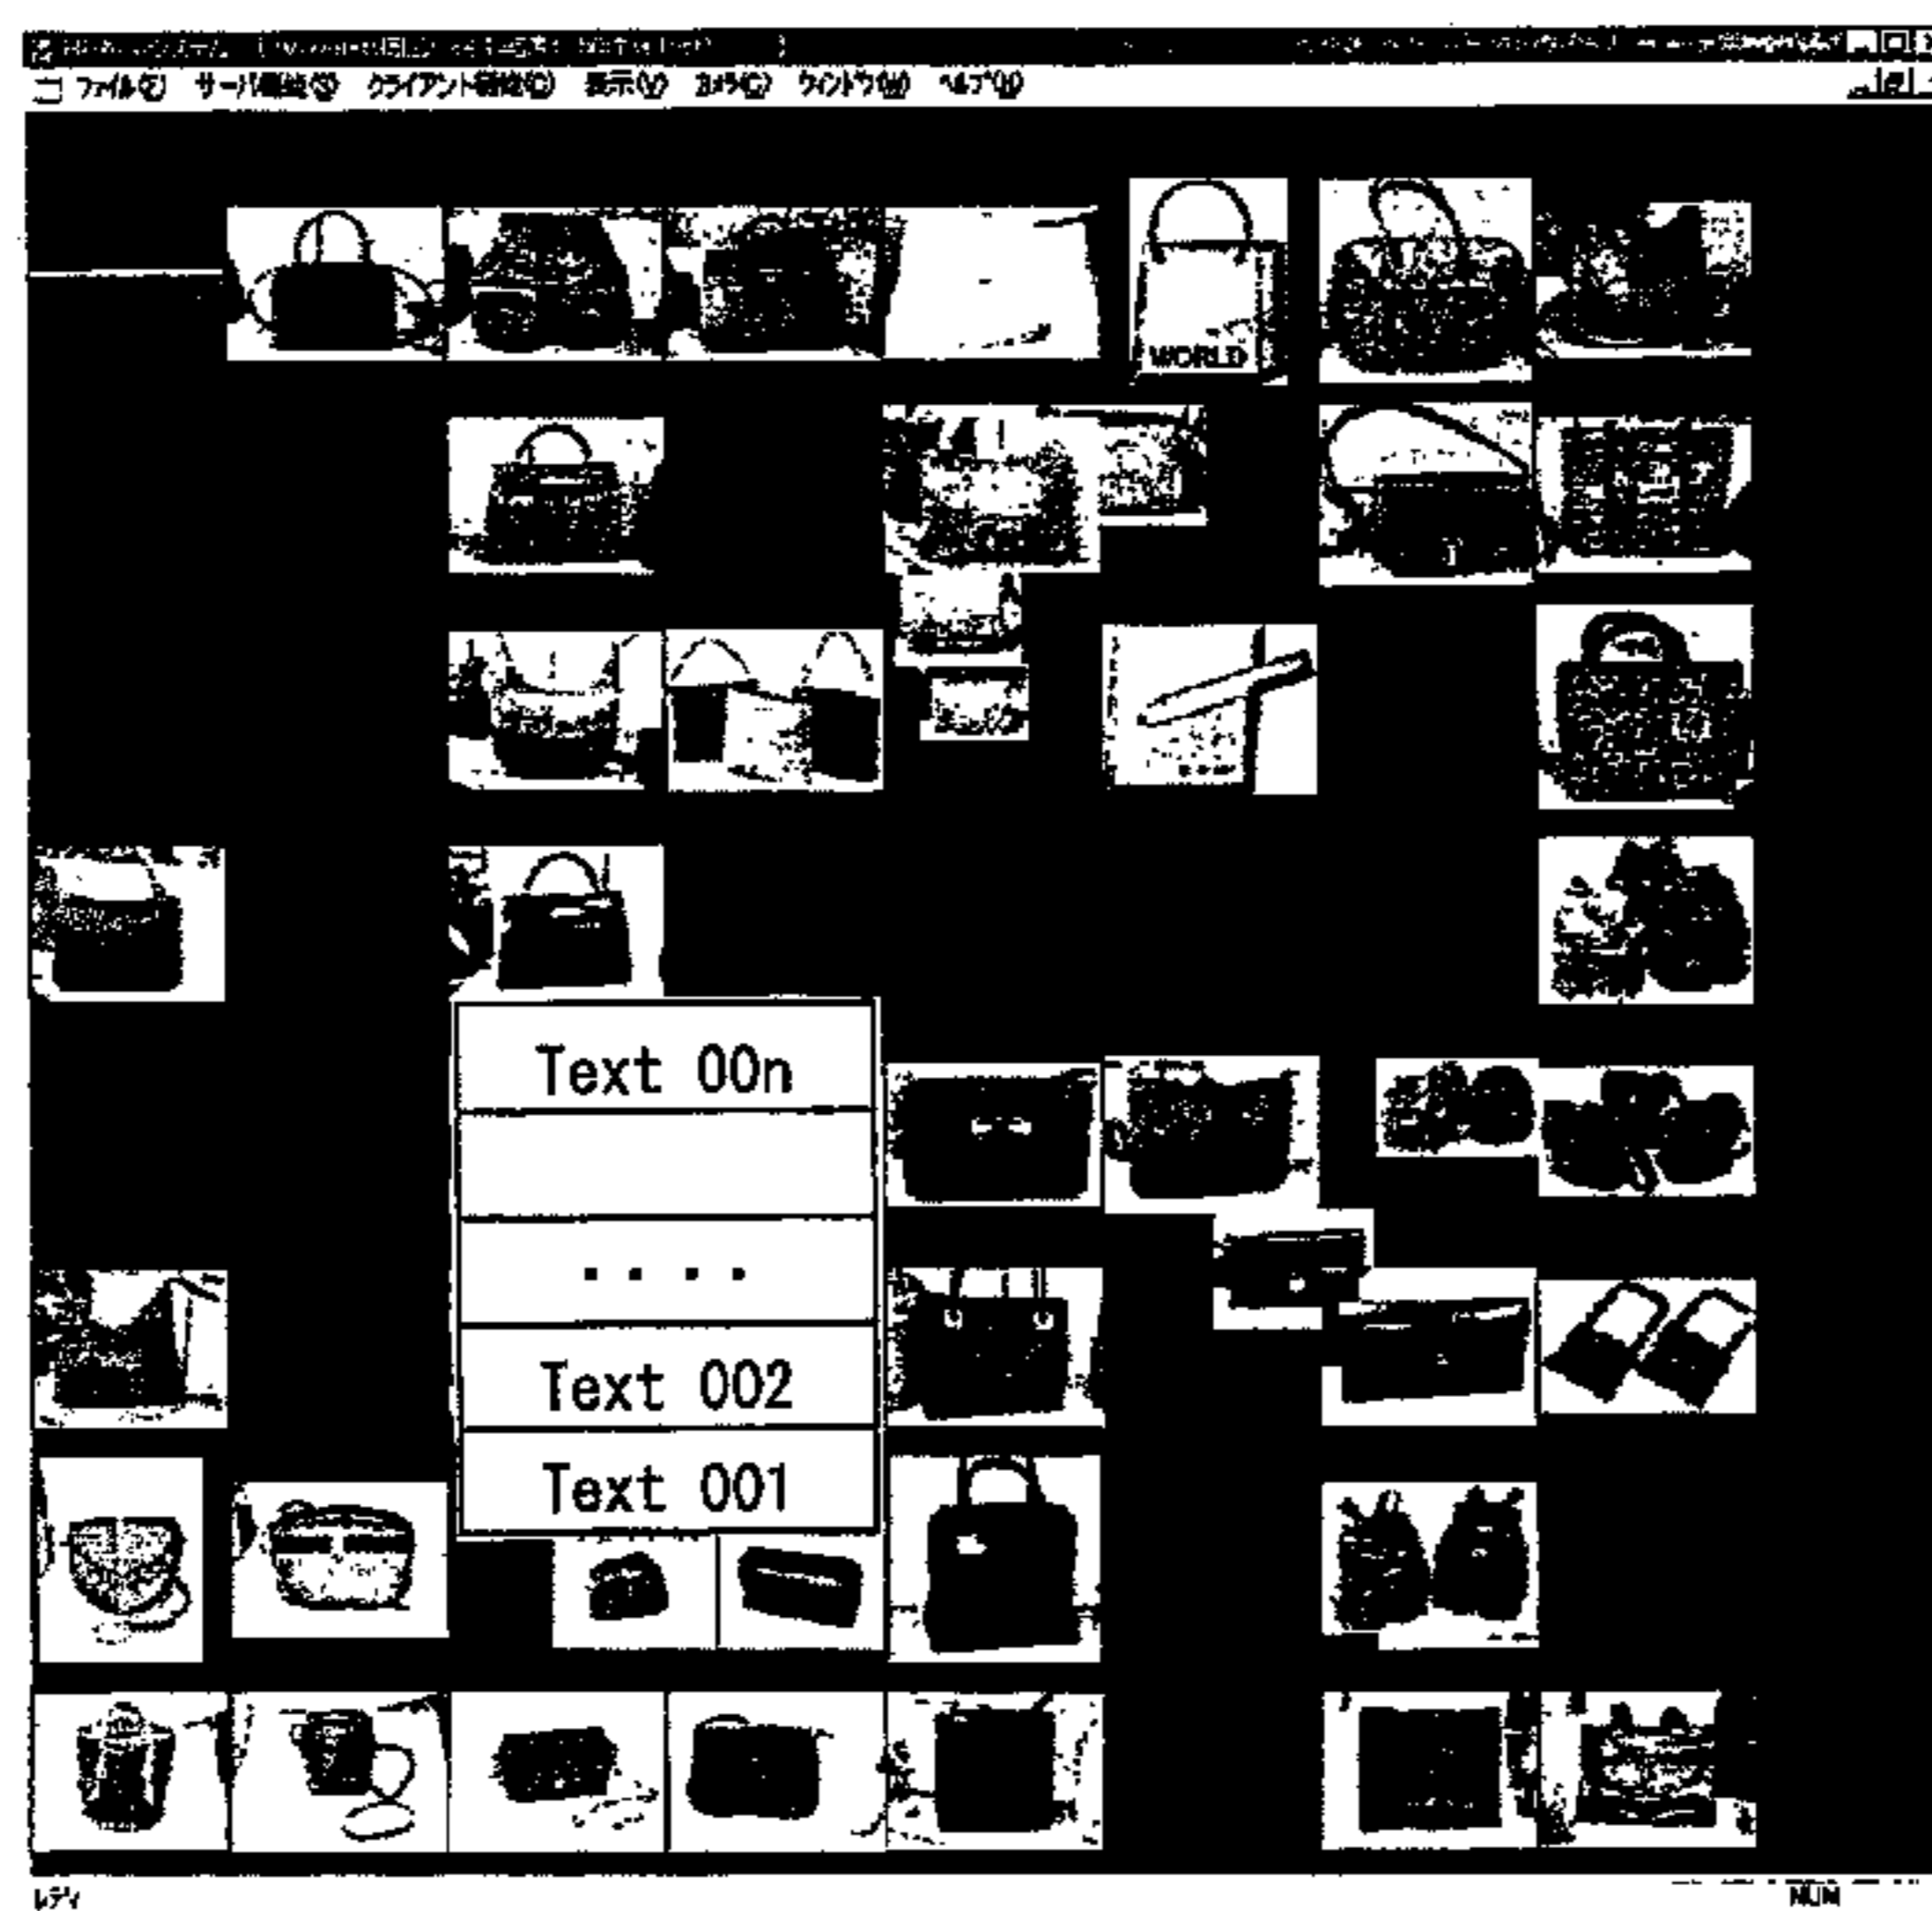 ファイル(F) サーバ機能(S) クライアント機能(C) 表示(V) カメラ(C) ウィンドウ(W) ヘルプ(H)
WORLD
Text 00n
. . . .
Text 002
Text 001
レディ
NUM